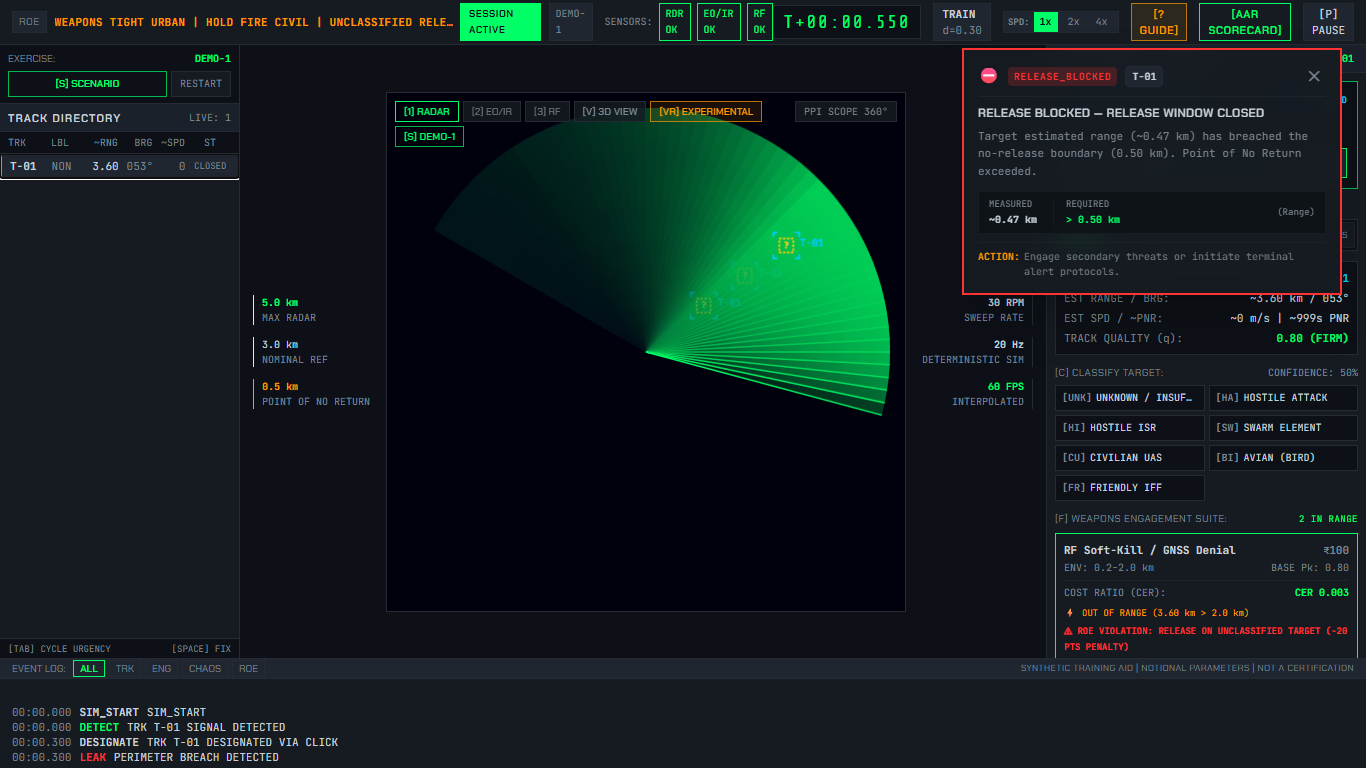 ROE WEAPONS TIGHT URBAN | HOLD FIRE CIVIL | UNCLASSIFIED RELE…
SESSION ACTIVE
DEMO-1
SENSORS:
RDR OK
EO/IR OK
RF OK
T+00:00.550
TRAIN
d=0.30
SPD: 1x 2x 4x
[? GUIDE]
[AAR SCORECARD]
[P] PAUSE
EXERCISE: DEMO-1
[S] SCENARIO RESTART
TRACK DIRECTORY LIVE: 1
TRK LBL ~RNG BRG ~SPD ST
T-01 NON 3.60 053° 0 CLOSED
[TAB] CYCLE URGENCY [SPACE] FIX
5.0 km
MAX RADAR
3.0 km
NOMINAL REF
0.5 km
POINT OF NO RETURN
[1] RADAR [2] EO/IR [3] RF [V] 3D VIEW [VR] EXPERIMENTAL
[S] DEMO-1
PPI SCOPE 360°
? T-01
? T-01
? T-01
30 RPM
SWEEP RATE
20 Hz
DETERMINISTIC SIM
60 FPS
INTERPOLATED
RELEASE_BLOCKED T-01
RELEASE BLOCKED — RELEASE WINDOW CLOSED
Target estimated range (~0.47 km) has breached the
no-release boundary (0.50 km). Point of No Return
exceeded.
MEASURED REQUIRED
~0.47 km > 0.50 km
(Range)
ACTION: Engage secondary threats or initiate terminal
alert protocols.
EST RANGE / BRG: ~3.60 km / 053°
EST SPD / ~PNR: ~0 m/s | ~999s PNR
TRACK QUALITY (q): 0.80 (FIRM)
[C] CLASSIFY TARGET: CONFIDENCE: 50%
[UNK] UNKNOWN / INSUF… [HA] HOSTILE ATTACK
[HI] HOSTILE ISR [SW] SWARM ELEMENT
[CU] CIVILIAN UAS [BI] AVIAN (BIRD)
[FR] FRIENDLY IFF
[F] WEAPONS ENGAGEMENT SUITE: 2 IN RANGE
RF Soft-Kill / GNSS Denial ₹100
ENV: 0.2–2.0 km BASE Pk: 0.80
COST RATIO (CER): CER 0.003
OUT OF RANGE (3.60 km > 2.0 km)
ROE VIOLATION: RELEASE ON UNCLASSIFIED TARGET (-20
PTS PENALTY)
EVENT LOG: ALL TRK ENG CHAOS ROE
SYNTHETIC TRAINING AID | NOTIONAL PARAMETERS | NOT A CERTIFICATION
00:00.000 SIM_START SIM_START
00:00.000 DETECT TRK T-01 SIGNAL DETECTED
00:00.300 DESIGNATE TRK T-01 DESIGNATED VIA CLICK
00:00.300 LEAK PERIMETER BREACH DETECTED